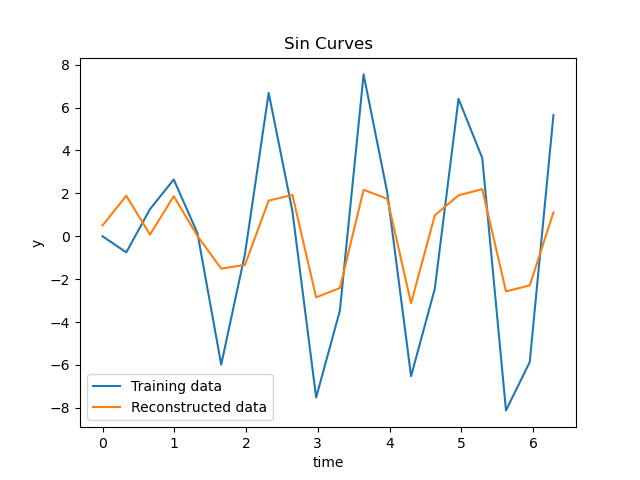 Sin Curves
8
6
4
2
0
−2
−4
−6
−8
y
Training data
Reconstructed data
0 1 2 3 4 5 6
time